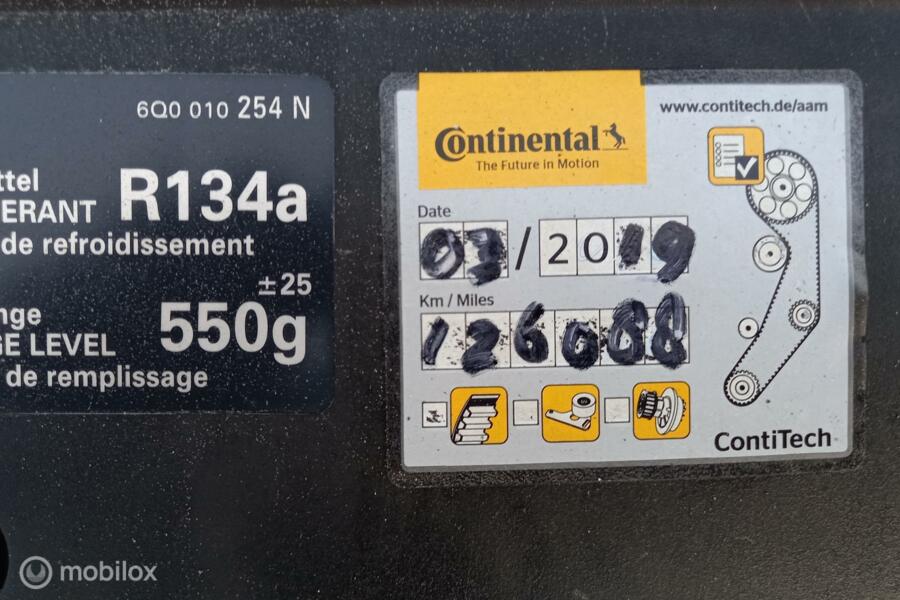 6Q0 010 254 N
ttel
ERANT R134a
de refroidissement
±25
nge
GE LEVEL 550g
de remplissage
Continental
The Future in Motion
www.contitech.de/aam
Date
03/2019
Km / Miles
126688
ContiTech
mobilox